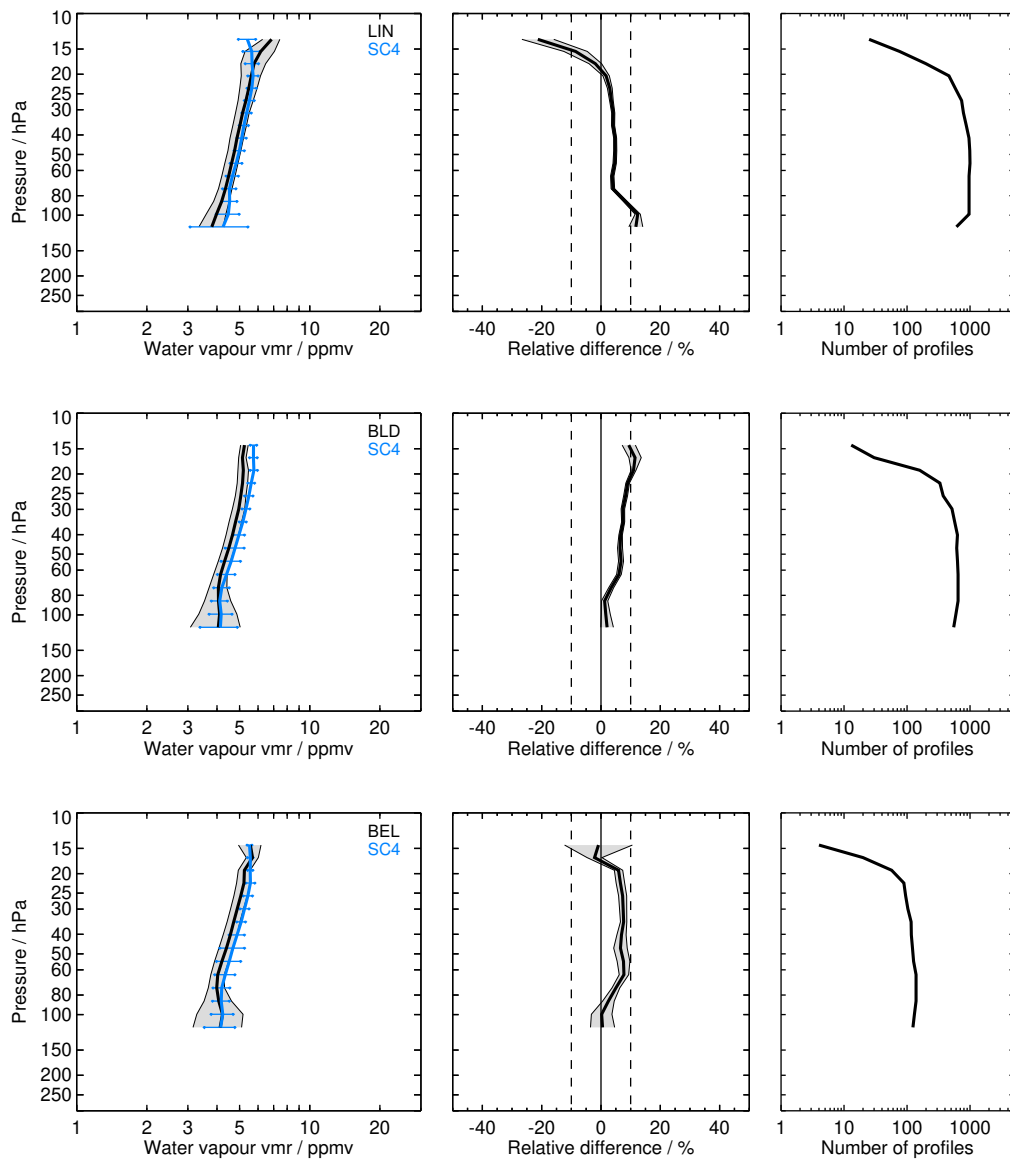 10
15
20
25
30
40
50
60
80
100
150
200
250
Pressure / hPa
LIN
SC4
1 2 3 5 10 20
Water vapour vmr / ppmv
-40 -20 0 20 40
Relative difference / %
1 10 100 1000
Number of profiles
10
15
20
25
30
40
50
60
80
100
150
200
250
Pressure / hPa
BLD
SC4
1 2 3 5 10 20
Water vapour vmr / ppmv
-40 -20 0 20 40
Relative difference / %
1 10 100 1000
Number of profiles
10
15
20
25
30
40
50
60
80
100
150
200
250
Pressure / hPa
BEL
SC4
1 2 3 5 10 20
Water vapour vmr / ppmv
-40 -20 0 20 40
Relative difference / %
1 10 100 1000
Number of profiles